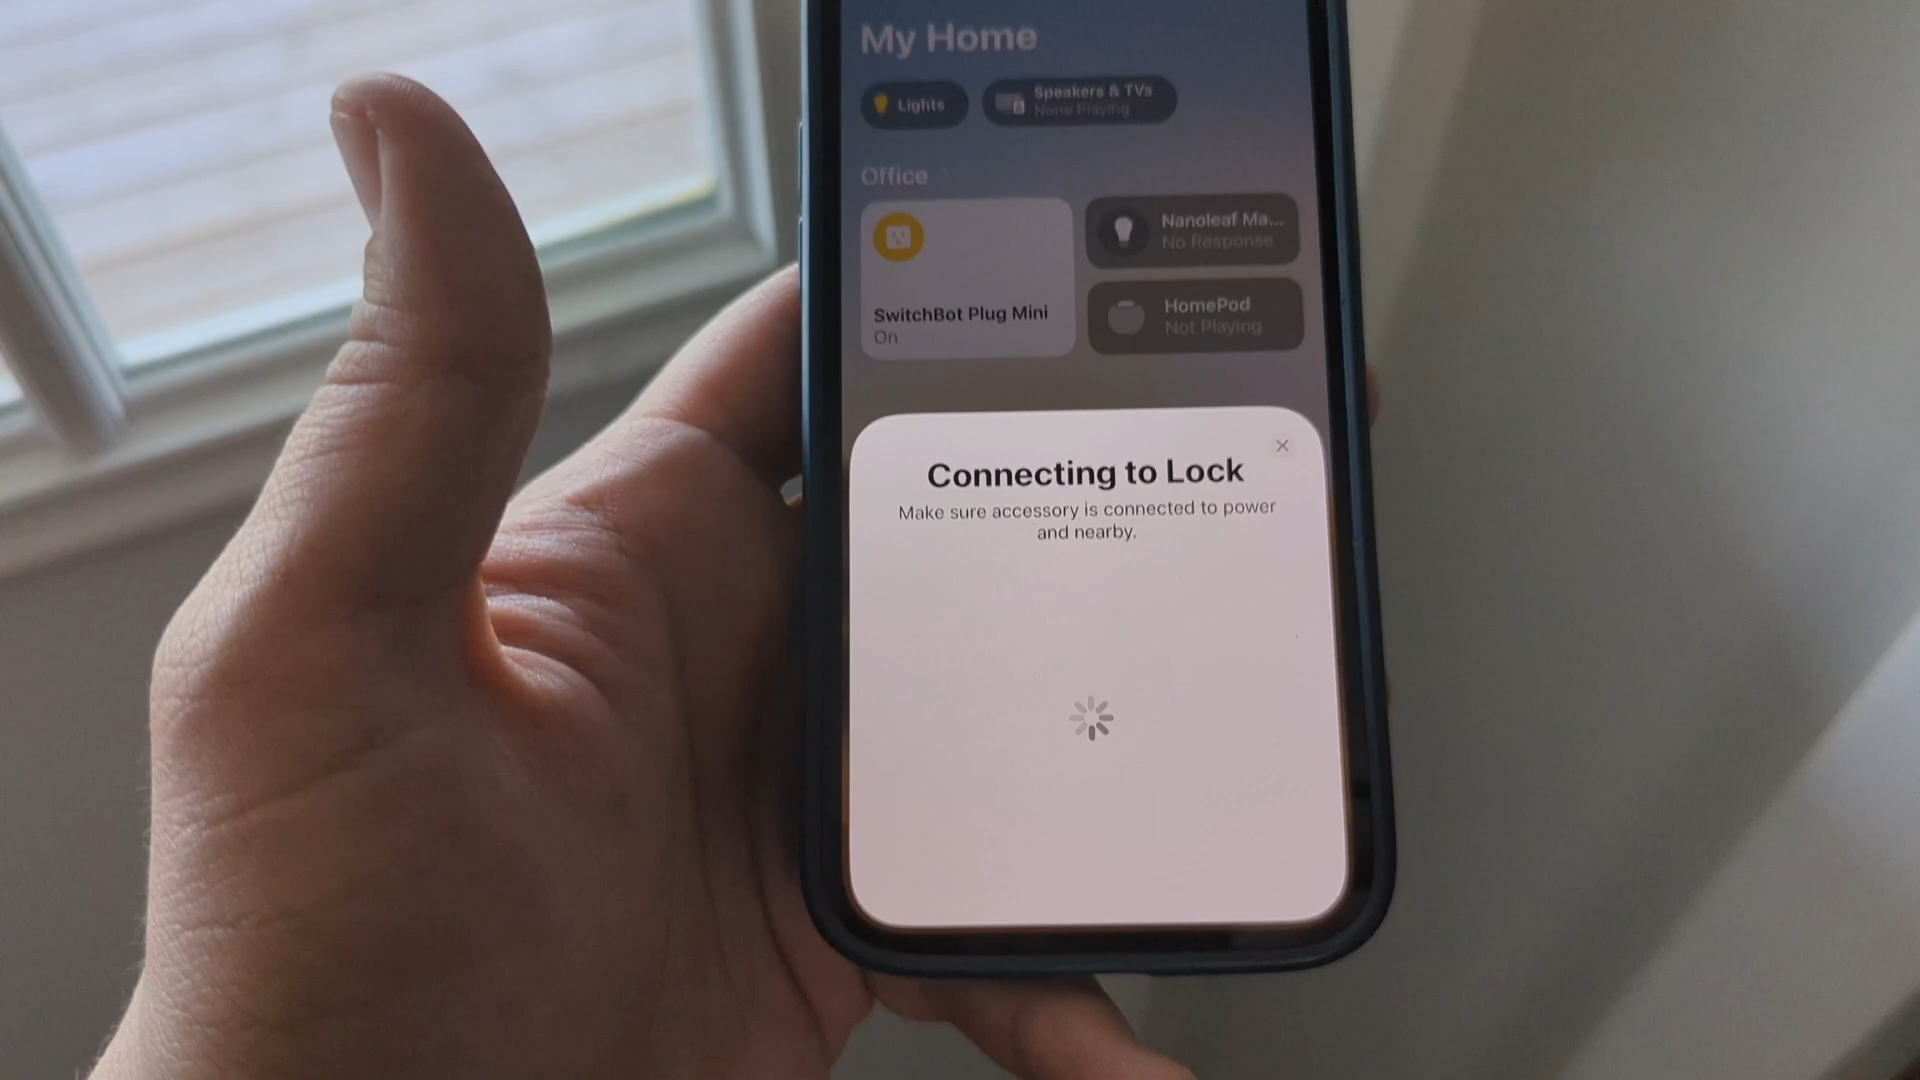 My Home
Lights
Speakers & TVs
None Playing
Office
SwitchBot Plug Mini
On
Nanoleaf Ma...
No Response
HomePod
Not Playing
Connecting to Lock
Make sure accessory is connected to power
and nearby.